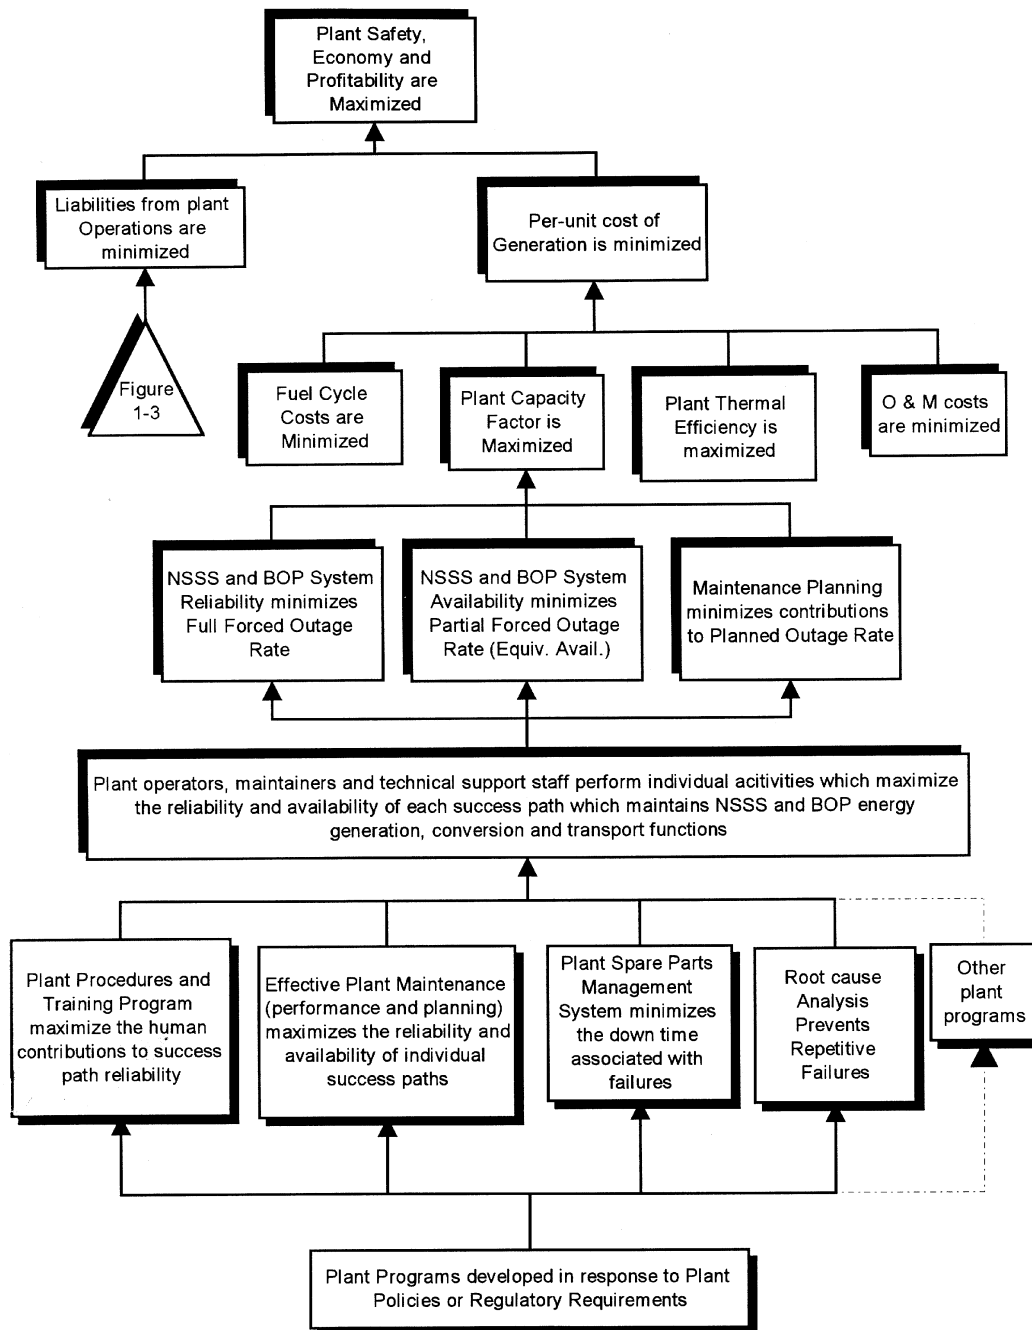 Plant Safety,
Economy and
Profitability are
Maximized
Liabilities from plant
Operations are
minimized
Per-unit cost of
Generation is minimized
Figure
1-3
Fuel Cycle
Costs are
Minimized
Plant Capacity
Factor is
Maximized
Plant Thermal
Efficiency is
maximized
O & M costs
are minimized
NSSS and BOP System
Reliability minimizes
Full Forced Outage
Rate
NSSS and BOP System
Availability minimizes
Partial Forced Outage
Rate (Equiv. Avail.)
Maintenance Planning
minimizes contributions
to Planned Outage Rate
Plant operators, maintainers and technical support staff perform individual acitivities which maximize
the reliability and availability of each success path which maintains NSSS and BOP energy
generation, conversion and transport functions
Plant Procedures and
Training Program
maximize the human
contributions to success
path reliability
Effective Plant Maintenance
(performance and planning)
maximizes the reliability and
availability of individual
success paths
Plant Spare Parts
Management
System minimizes
the down time
associated with
failures
Root cause
Analysis
Prevents
Repetitive
Failures
Other
plant
programs
Plant Programs developed in response to Plant
Policies or Regulatory Requirements